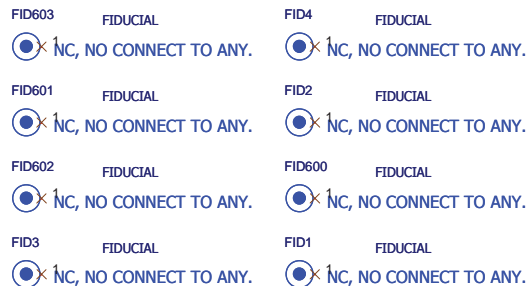 FID603 FIDUCIAL FID4 FIDUCIAL
1 NC, NO CONNECT TO ANY. 1 NC, NO CONNECT TO ANY.
FID601 FIDUCIAL FID2 FIDUCIAL
1 NC, NO CONNECT TO ANY. 1 NC, NO CONNECT TO ANY.
FID602 FIDUCIAL FID600 FIDUCIAL
1 NC, NO CONNECT TO ANY. 1 NC, NO CONNECT TO ANY.
FID3 FIDUCIAL FID1 FIDUCIAL
1 NC, NO CONNECT TO ANY. 1 NC, NO CONNECT TO ANY.